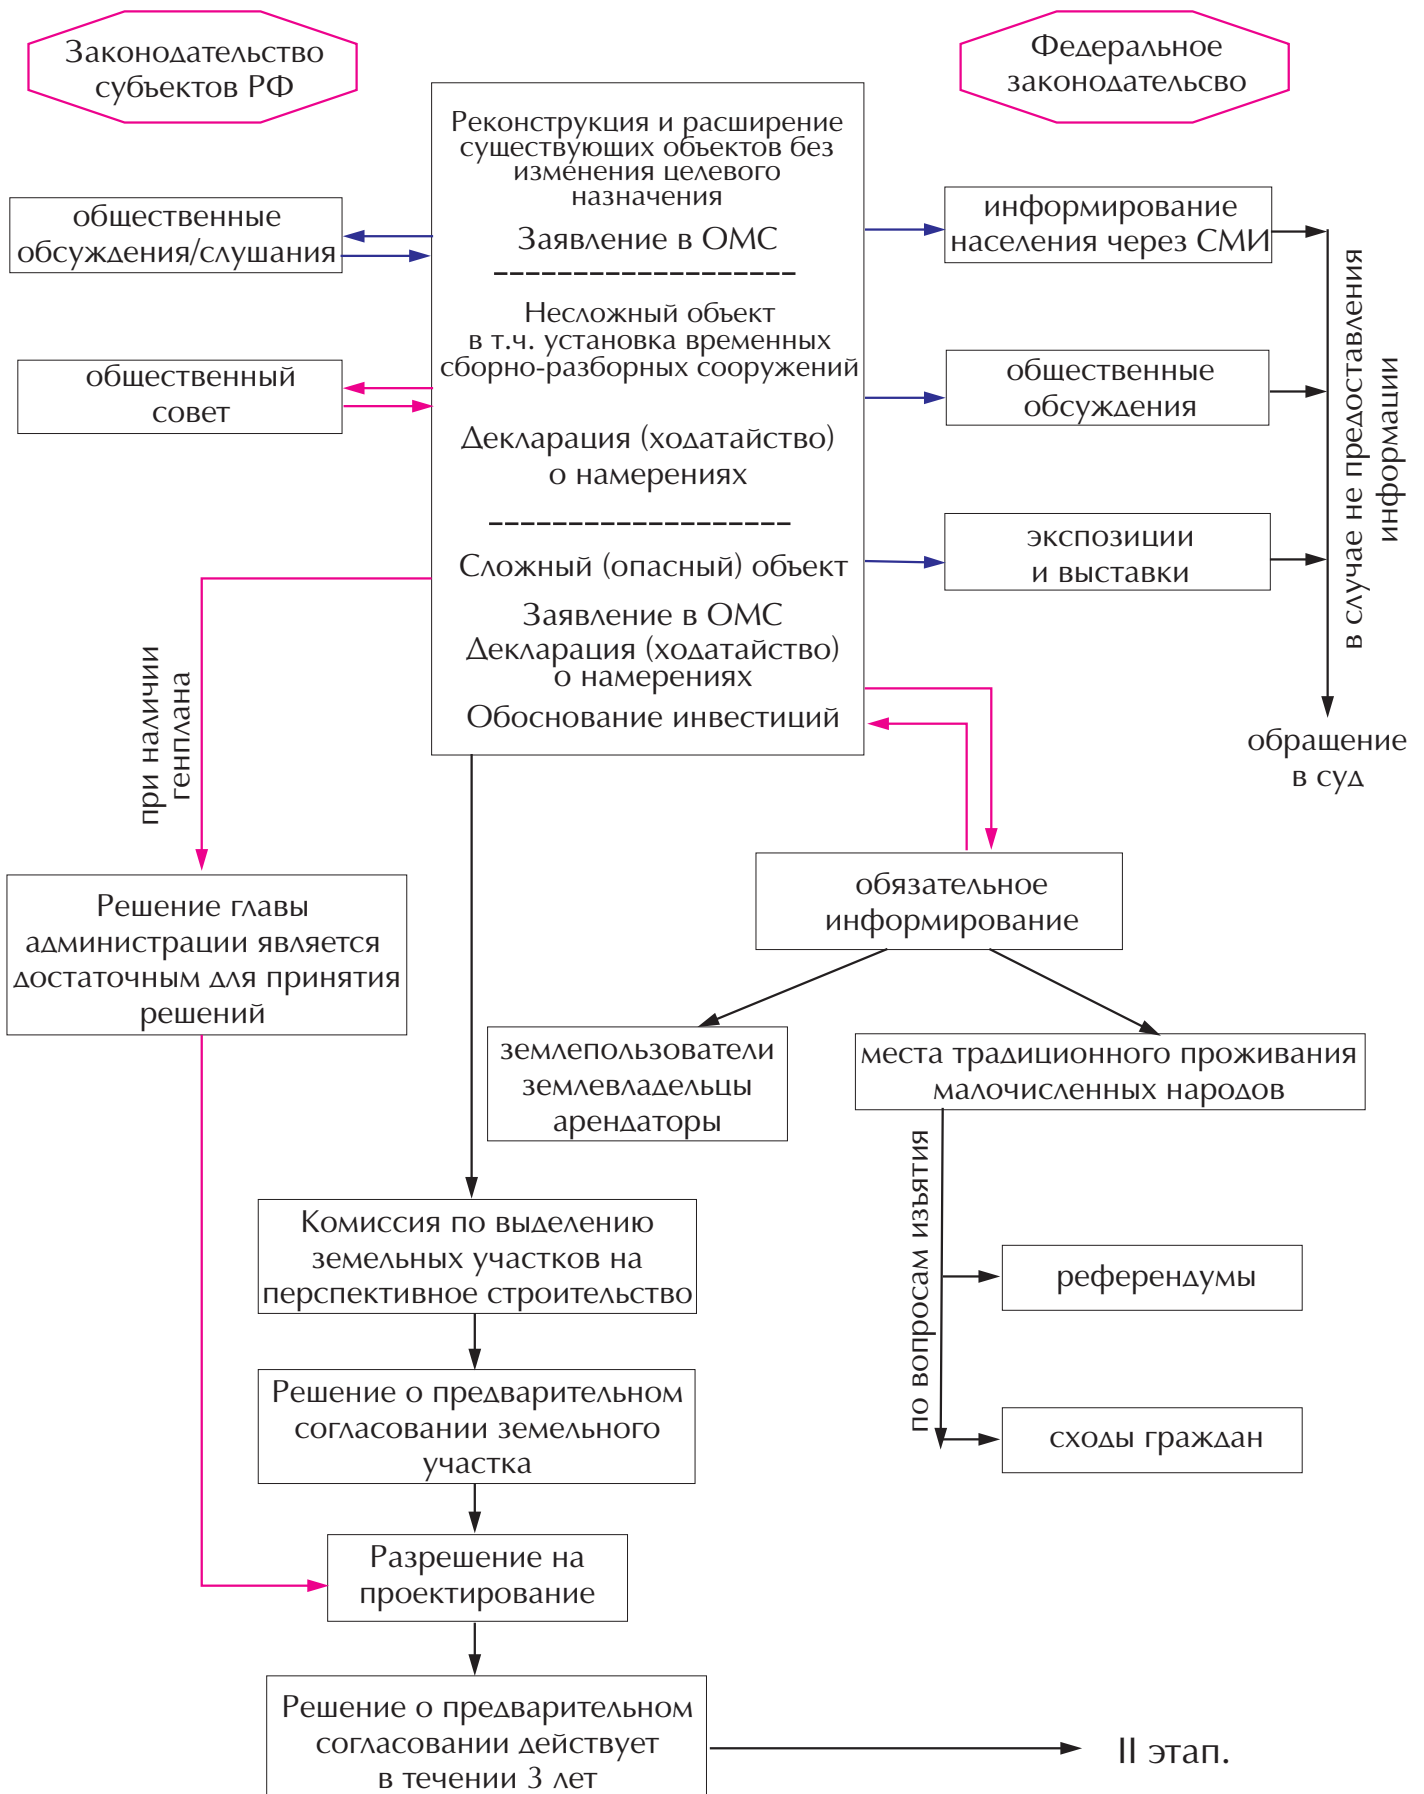 Законодательство
субъектов РФ
Федеральное
законодательсво
Реконструкция и расширение
существующих объектов без
изменения целевого
назначения
Заявление в ОМС
-------------------
Несложный объект
в т.ч. установка временных
сборно-разборных сооружений
Декларация (ходатайство)
о намерениях
-------------------
Сложный (опасный) объект
Заявление в ОМС
Декларация (ходатайство)
о намерениях
Обоснование инвестиций
общественные
обсуждения/слушания
общественный
совет
информирование
населения через СМИ
общественные
обсуждения
экспозиции
и выставки
в случае не предоставления
информации
обращение
в суд
при наличии
генплана
Решение главы
администрации является
достаточным для принятия
решений
обязательное
информирование
землепользователи
землевладельцы
арендаторы
места традиционного проживания
малочисленных народов
по вопросам изъятия
референдумы
сходы граждан
Комиссия по выделению
земельных участков на
перспективное строительство
Решение о предварительном
согласовании земельного
участка
Разрешение на
проектирование
Решение о предварительном
согласовании действует
в течении 3 лет
II этап.